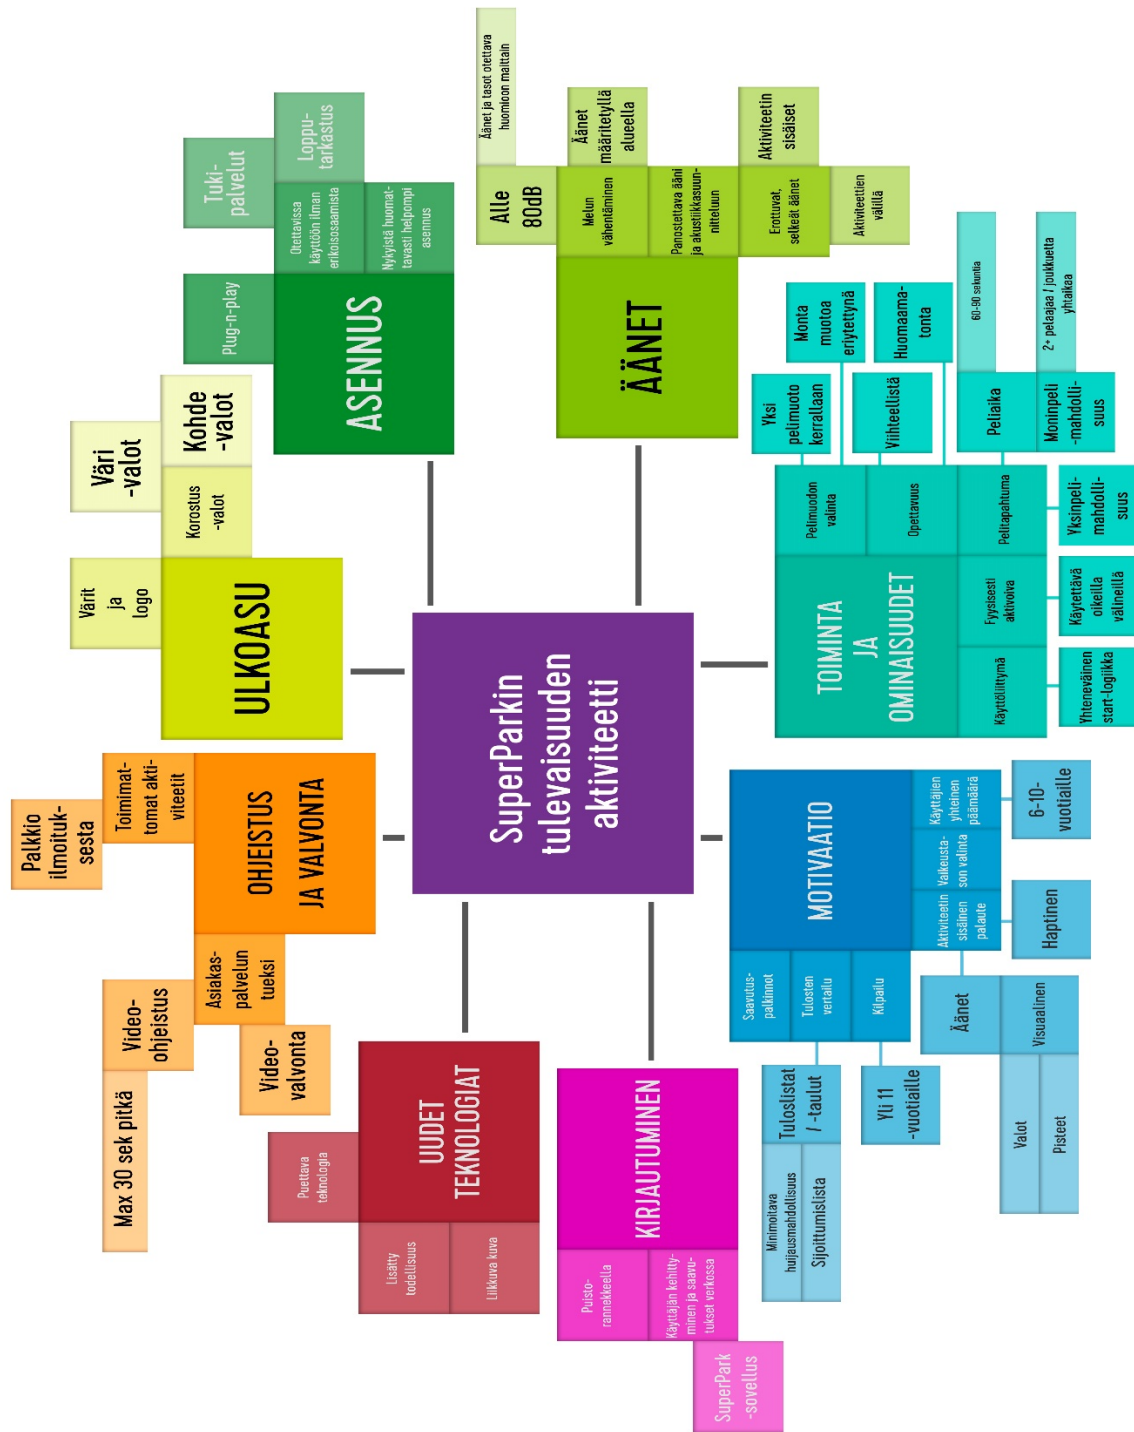 SuperParkin
tulevaisuuden
aktiviteetti
UUDET
TEKNOLOGIAT
Puettava
teknologia
Lisätty
todellisuus
Liikkuva kuva
OHJEISTUS
JA VALVONTA
Palkkio
ilmoituk-
sesta
Toimimat-
tomat akti-
viteetit
Asiakas-
palvelun
tueksi
Video-
ohjeistus
Max 30 sek pitkä
Video-
valvonta
ULKOASU
Värit
ja
logo
Korostus
-valot
Väri
-valot
Kohde
-valot
ASENNUS
Plug-n-play
Otettavissa
käyttöön ilman
erikoisosaamista
Nykyistä huomat-
tavasti helpompi
asennus
Tuki-
palvelut
Loppu-
tarkastus
KIRJAUTUMINEN
Puisto-
rannekkeella
Käyttäjän kehitty-
minen ja saavu-
tukset verkossa
SuperPark
-sovellus
MOTIVAATIO
Saavutus-
palkinnot
Tulosten
vertailu
Kilpailu
Tuloslistat
/ -taulut
Minimoitava
huijausmahdollisuus
Sijoittumislista
Yli 11
-vuotiaille
Aktiviteetin
sisäinen
palaute
Vaikeusta-
son valinta
Käyttäjien
yhteinen
päämäärä
6-10-
vuotiaille
Haptinen
Äänet
Visuaalinen
Valot
Pisteet
TOIMINTA
JA
OMINAISUUDET
Käyttöliittymä
Yhteneväinen
start-logiikka
Fyysisesti
aktivoiva
Käytettävä
oikeilla
välineillä
Pelitapahtuma
Yksinpeli-
mahdolli-
suus
Peliaika
60-90 sekuntia
Moninpeli
-mahdolli-
suus
2+ pelaajaa / joukkuetta
yhtaikaa
Opettavuus
Viihteellistä
Huomaama-
tonta
Pelimuodon
valinta
Yksi
pelimuoto
kerrallaan
Monta
muotoa
eriytettynä
ÄÄNET
Melun
vähentäminen
Alle
80dB
Äänet ja tasot otettava
huomioon maittain
Äänet
määritetyllä
alueella
Panostettava ääni
ja akustiikkasuun-
nitteluun
Erottuvat,
selkeät äänet
Aktiviteetin
sisäiset
Aktiviteettien
välillä